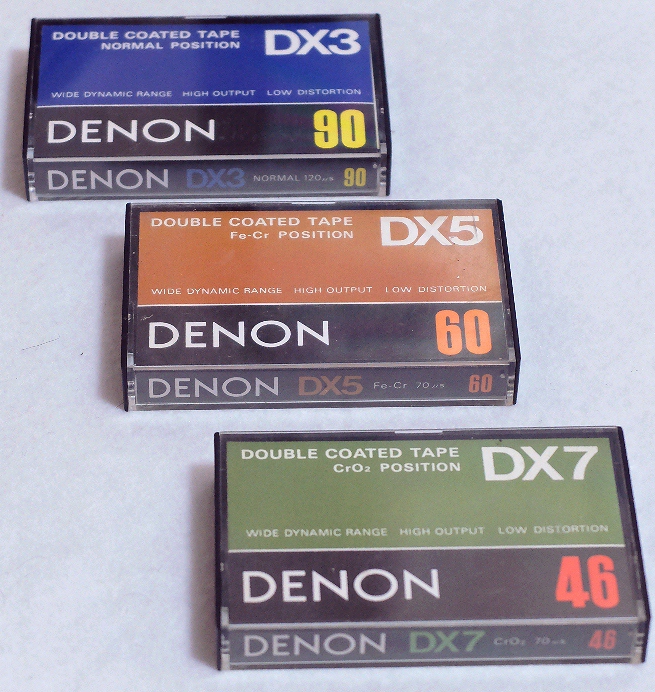 DOUBLE COATED TAPE DX3
NORMAL POSITION
WIDE DYNAMIC RANGE HIGH OUTPUT LOW DISTORTION
DENON 90
DENON DX3 NORMAL 120μs 90
DOUBLE COATED TAPE DX5
Fe-Cr POSITION
WIDE DYNAMIC RANGE HIGH OUTPUT LOW DISTORTION
DENON 60
DENON DX5 Fe-Cr 70μs 60
DOUBLE COATED TAPE DX7
CrO₂ POSITION
WIDE DYNAMIC RANGE HIGH OUTPUT LOW DISTORTION
DENON 46
DENON DX7 CrO₂ 70μs 46